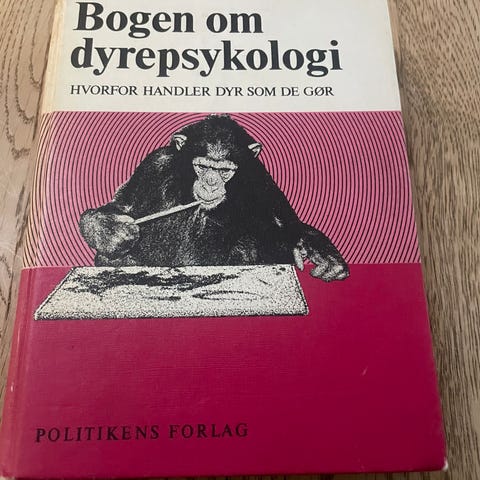 Bogen om
dyrepsykologi
HVORFOR HANDLER DYR SOM DE GØR
POLITIKENS FORLAG